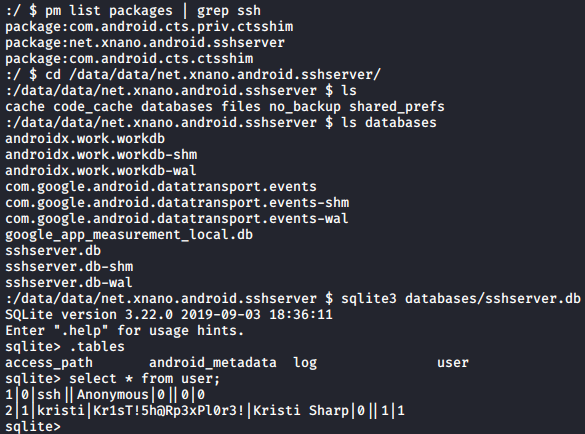 :/ $ pm list packages | grep ssh
package:com.android.cts.priv.ctsshim
package:net.xnano.android.sshserver
package:com.android.cts.ctsshim
:/ $ cd /data/data/net.xnano.android.sshserver/
:/data/data/net.xnano.android.sshserver $ ls
cache code_cache databases files no_backup shared_prefs
:/data/data/net.xnano.android.sshserver $ ls databases
androidx.work.workdb
androidx.work.workdb-shm
androidx.work.workdb-wal
com.google.android.datatransport.events
com.google.android.datatransport.events-shm
com.google.android.datatransport.events-wal
google_app_measurement_local.db
sshserver.db
sshserver.db-shm
sshserver.db-wal
:/data/data/net.xnano.android.sshserver $ sqlite3 databases/sshserver.db
SQLite version 3.22.0 2019-09-03 18:36:11
Enter ".help" for usage hints.
sqlite> .tables
access_path       android_metadata  log               user
sqlite> select * from user;
1|0|ssh||Anonymous|0||0|0
2|1|kristi|Kr1sT!5h@Rp3xPl0r3!|Kristi Sharp|0||1|1
sqlite>